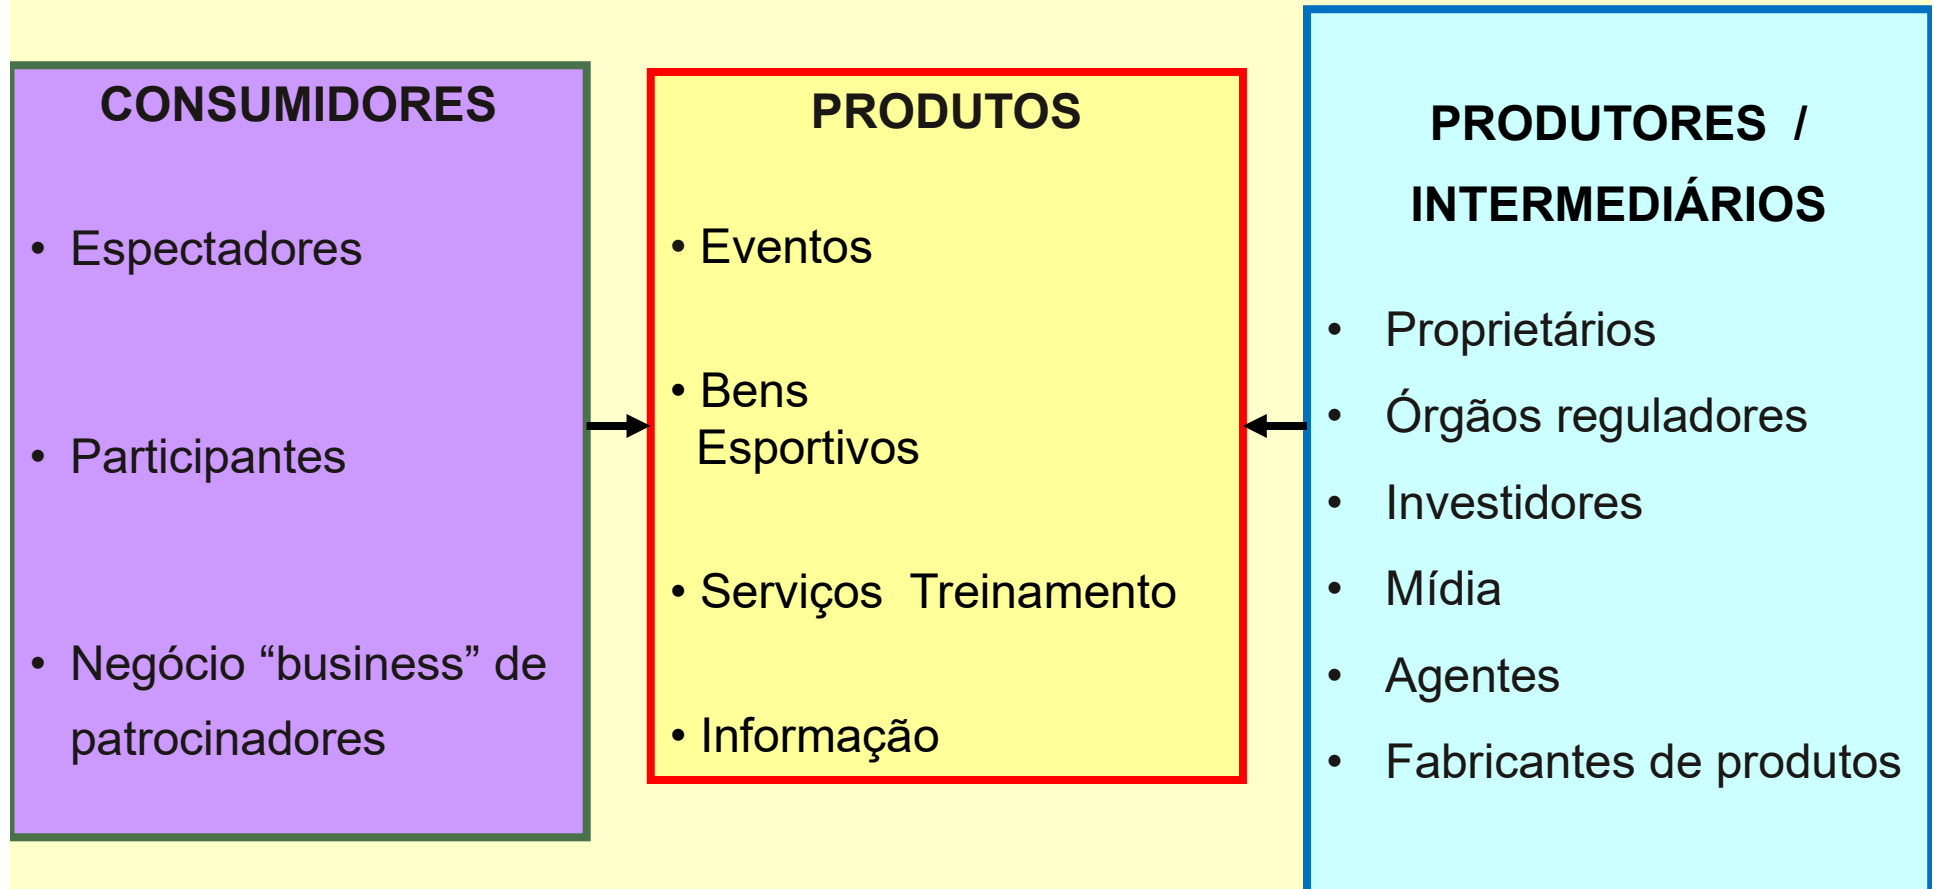 CONSUMIDORES
• Espectadores
• Participantes
• Negócio “business” de
patrocinadores
PRODUTOS
• Eventos
• Bens
Esportivos
• Serviços Treinamento
• Informação
PRODUTORES /
INTERMEDIÁRIOS
• Proprietários
• Órgãos reguladores
• Investidores
• Mídia
• Agentes
• Fabricantes de produtos